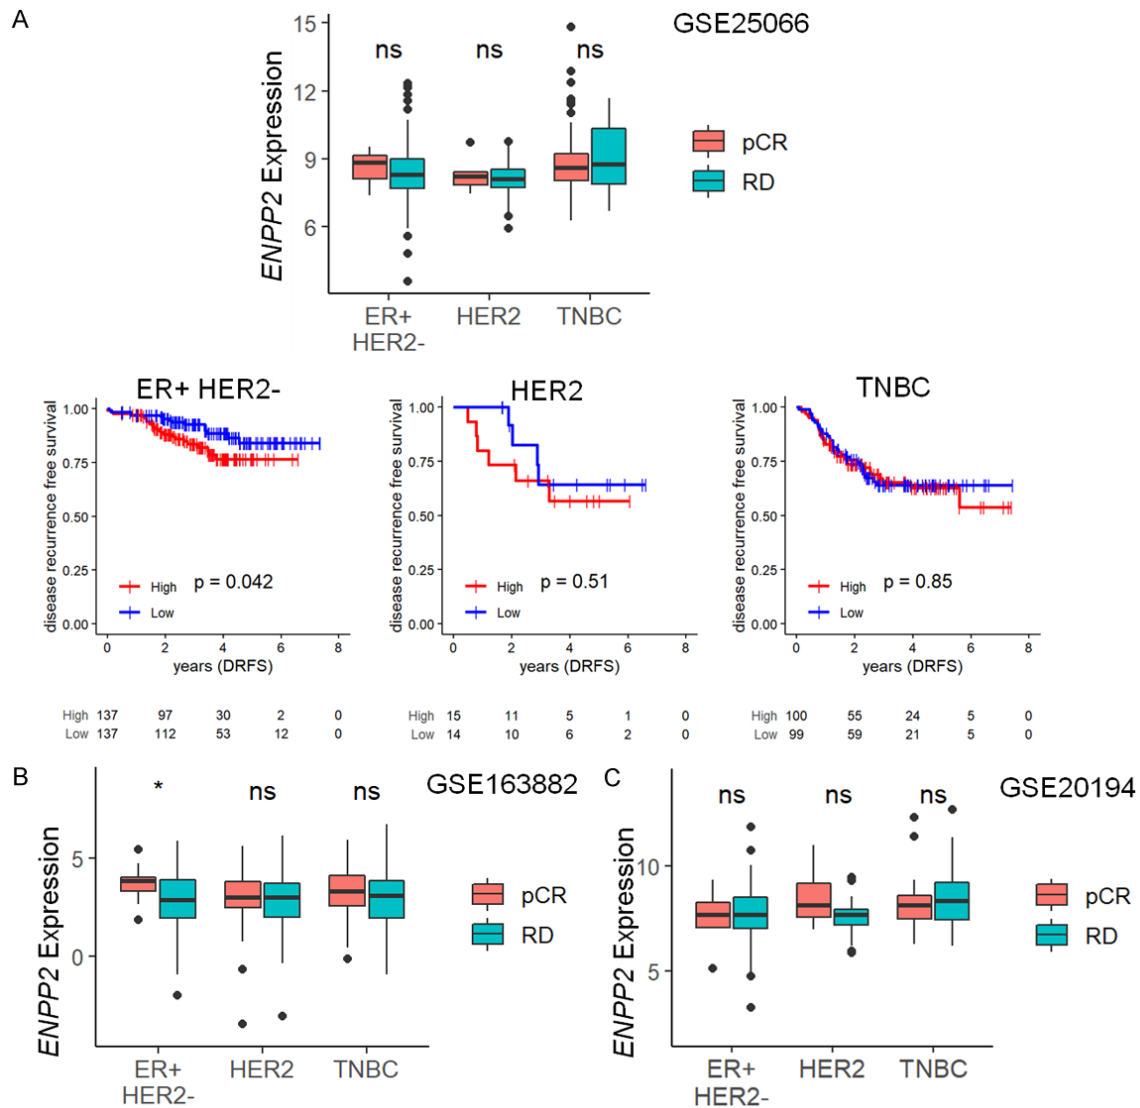 A
GSE25066
15
12
9
6
ENPP2 Expression
ns
ns
ns
pCR
RD
ER+
HER2-
HER2
TNBC
ER+ HER2-
disease recurrence free survival
1.00
0.75
0.50
0.25
0.00
High
Low
p = 0.042
0 2 4 6 8
years (DRFS)
High 137 97 30 2 0
Low 137 112 53 12 0
HER2
disease recurrence free survival
1.00
0.75
0.50
0.25
0.00
High
Low
p = 0.51
0 2 4 6 8
years (DRFS)
High 15 11 5 1 0
Low 14 10 6 2 0
TNBC
disease recurrence free survival
1.00
0.75
0.50
0.25
0.00
High
Low
p = 0.85
0 2 4 6 8
years (DRFS)
High 100 55 24 5 0
Low 99 59 21 5 0
B
GSE163882
ENPP2 Expression
5
0
*
ns
ns
pCR
RD
ER+
HER2-
HER2
TNBC
C
GSE20194
ENPP2 Expression
10
5
ns
ns
ns
pCR
RD
ER+
HER2-
HER2
TNBC